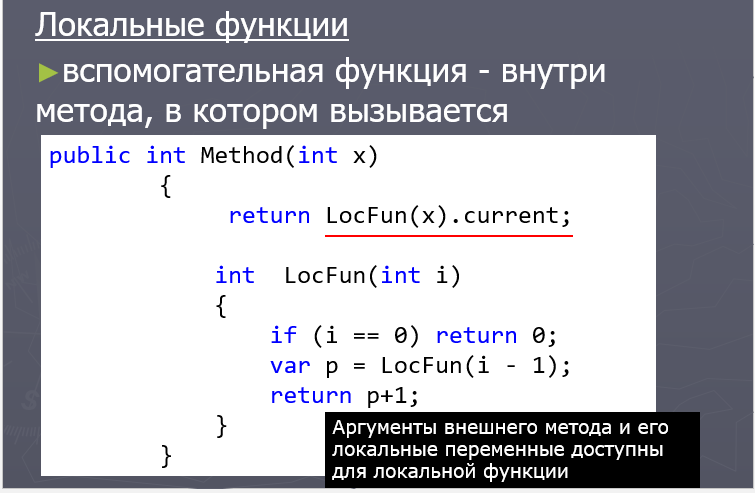 Локальные функции
►вспомогательная функция - внутри
метода, в котором вызывается
public int Method(int x)
{
return LocFun(x).current;
int  LocFun(int i)
{
if (i == 0) return 0;
var p = LocFun(i - 1);
return p+1;
}
}
Аргументы внешнего метода и его
локальные переменные доступны
для локальной функции